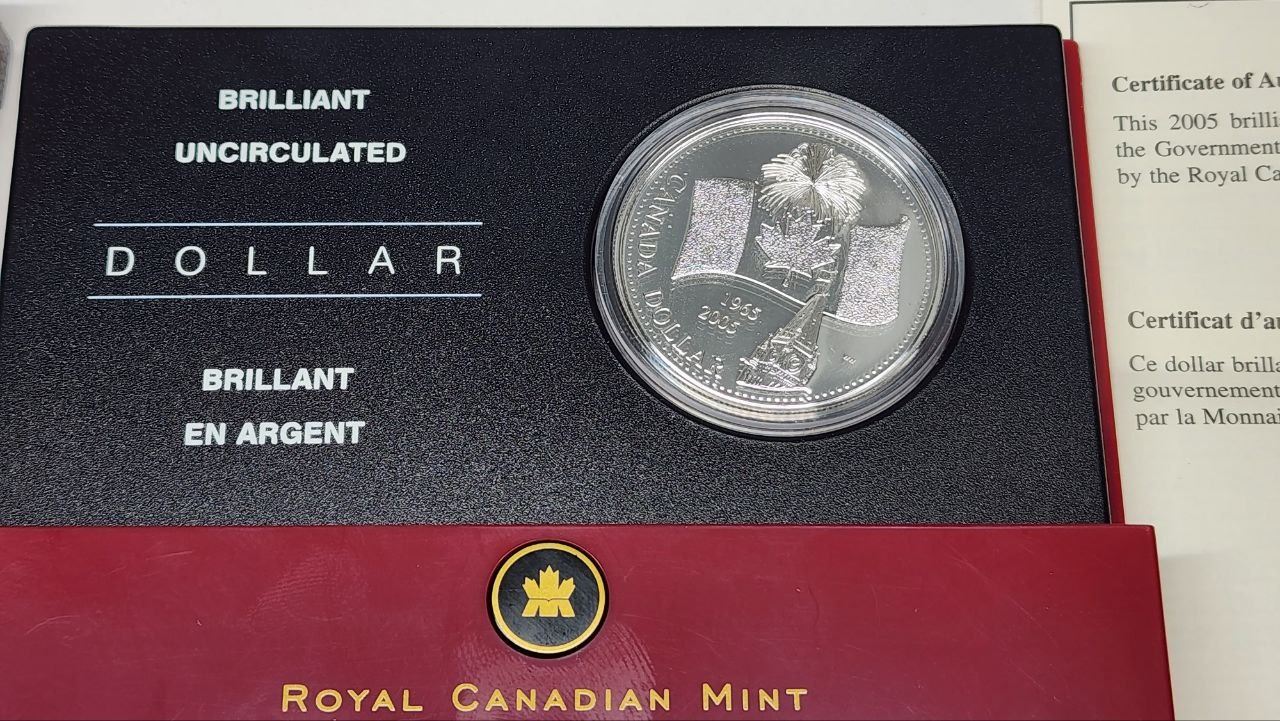 BRILLIANT
UNCIRCULATED
DOLLAR
BRILLANT
EN ARGENT
CANADA DOLLAR
1965
2005
ROYAL CANADIAN MINT
Certificate of Au
This 2005 brilli
the Government
by the Royal Ca
Certificat d'au
Ce dollar brilla
gouvernement
par la Monnai